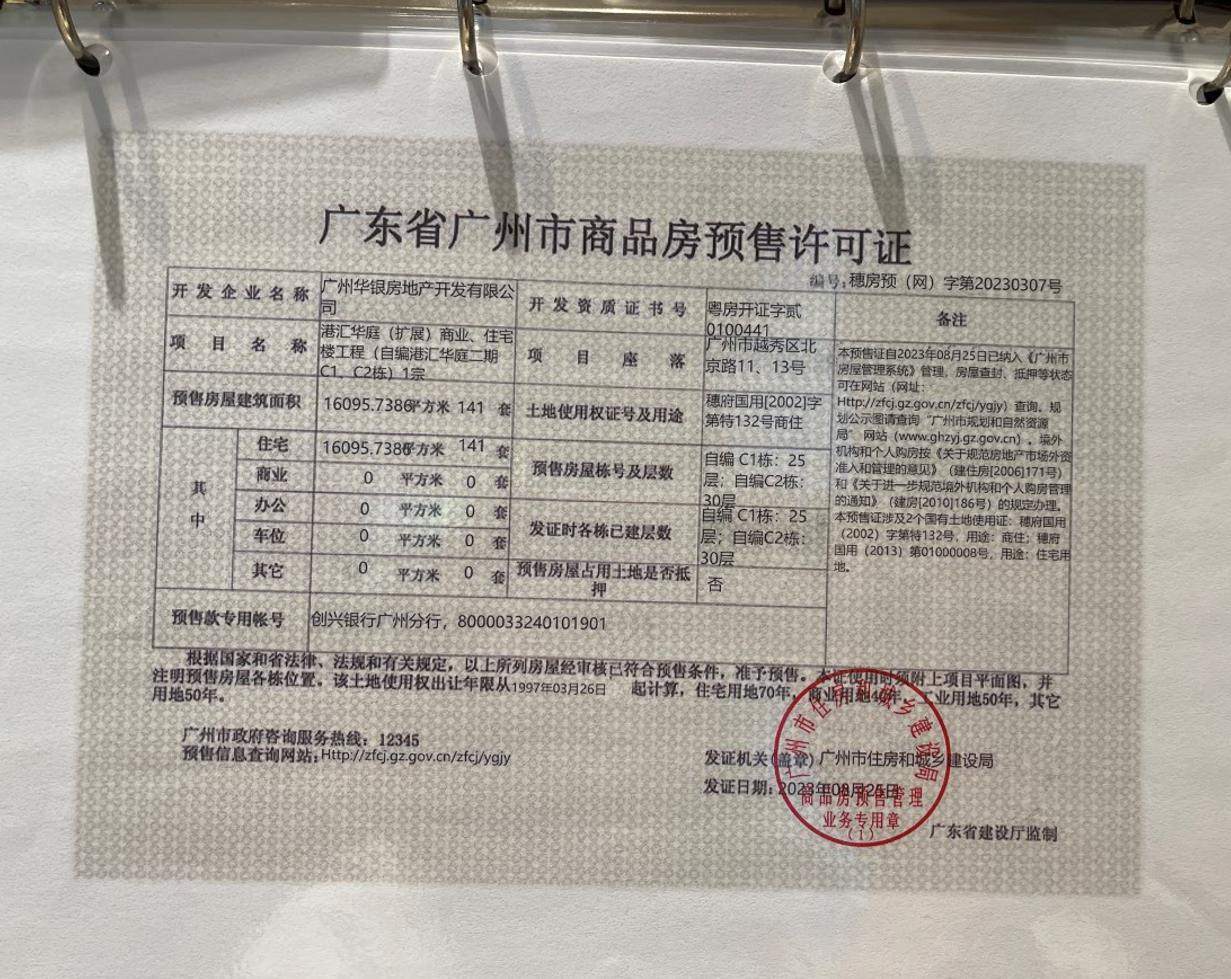 广东省广州市商品房预售许可证
编号:穗房预（网）字第20230307号
开发企业名称
广州华银房地产开发有限公
司
开发资质证书号
粤房开证字贰
0100441
备注
项目名称
港汇华庭（扩展）商业、住宅
楼工程（自编港汇华庭二期
C1、C2栋）1宗
项目座落
广州市越秀区北
京路11、13号
预售房屋建筑面积
16095.7386平方米 141 套
土地使用权证号及用途
穗府国用[2002]字
第特132号商住
其中
住宅
16095.7386平方米 141 套
商业
0 平方米 0 套
办公
0 平方米 0 套
车位
0 平方米 0 套
其它
0 平方米 0 套
预售房屋栋号及层数
自编 C1栋：25
层；自编C2栋：
30层
发证时各栋已建层数
自编 C1栋：25
层；自编C2栋：
30层
预售房屋占用土地是否抵
押
否
预售款专用帐号
创兴银行广州分行，8000033240101901
本预售证自2023年08月25日已纳入《广州市
房屋管理系统》管理，房屋查封、抵押等状态
可在网站（网址：
Http://zfcj.gz.gov.cn/zfcj/ygjy）查询。规
划公示图请查询“广州市规划和自然资源
局” 网站（www.ghzyj.gz.gov.cn）。境外
机构和个人购房按《关于规范房地产市场外资
准入和管理的意见》（建住房[2006]171号）
和《关于进一步规范境外机构和个人购房管理
的通知》（建房[2010]186号）的规定办理。
本预售证涉及2个国有土地使用证：穗府国用
（2002）字第特132号，用途：商住；穗府
国用（2013）第01000008号，用途：住宅用
地。
根据国家和省法律、法规和有关规定，以上所列房屋经审核已符合预售条件，准予预售。本证使用时须附上项目平面图，并
注明预售房屋各栋位置。该土地使用权出让年限从1997年03月26日 起计算，住宅用地70年，商业用地40年，工业用地50年，其它
用地50年。
广州市政府咨询服务热线：12345
预售信息查询网站:Http://zfcj.gz.gov.cn/zfcj/ygjy
发证机关(盖章) 广州市住房和城乡建设局
发证日期: 2023年08月25日
广州市住房和城乡建设局
商品房预售管理
业务专用章
（1）
广东省建设厅监制